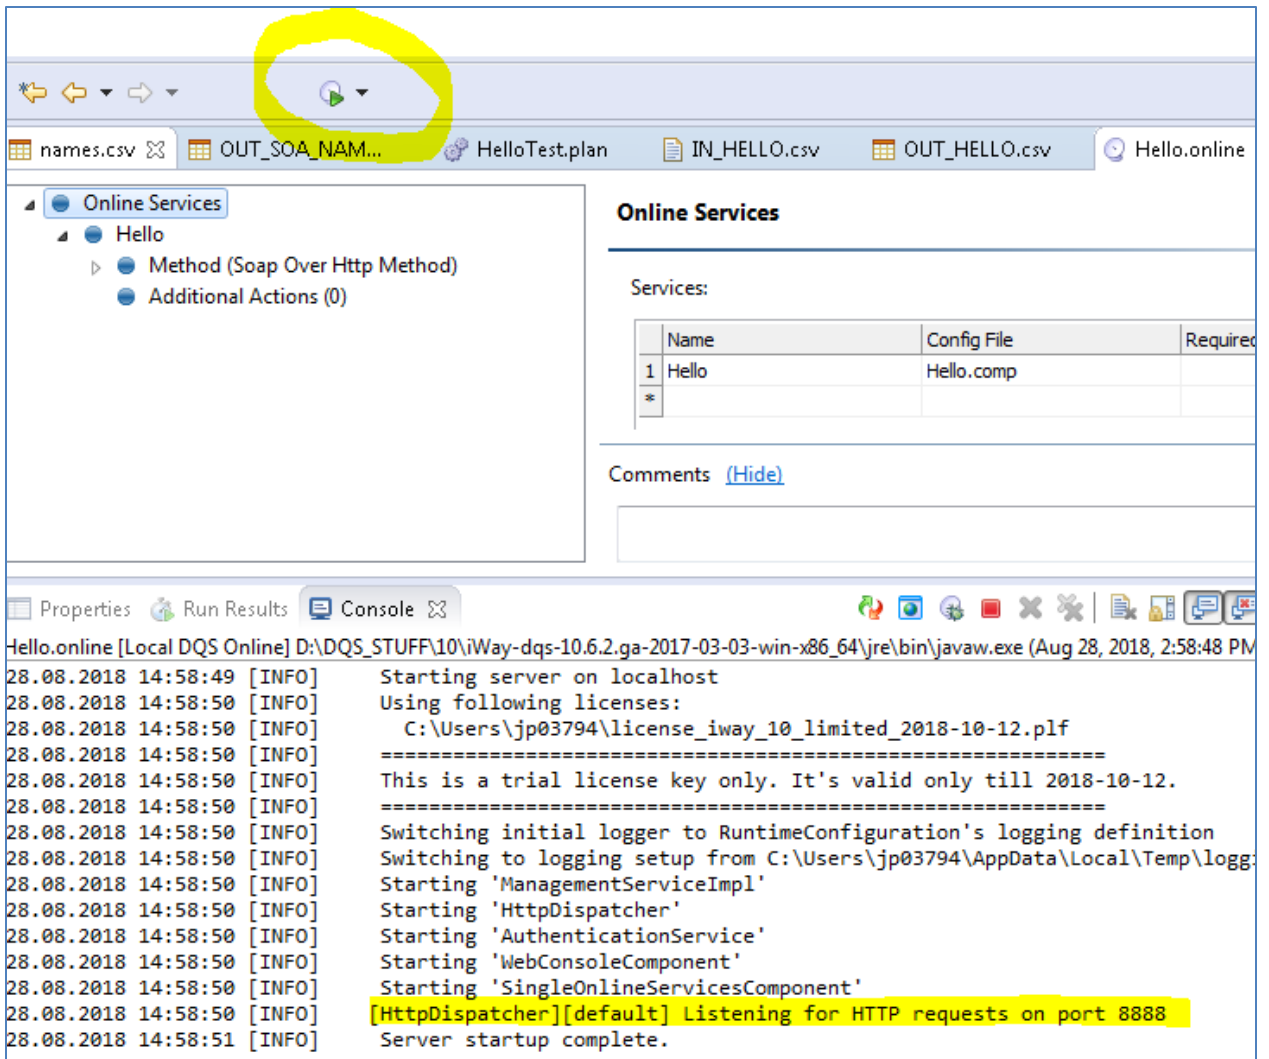 names.csv
OUT_SOA_NAM...
HelloTest.plan
IN_HELLO.csv
OUT_HELLO.csv
Hello.online
Online Services
Hello
Method (Soap Over Http Method)
Additional Actions (0)
Online Services
Services:
Name Config File Required
1 Hello Hello.comp
*
Comments (Hide)
Properties Run Results Console
Hello.online [Local DQS Online] D:\DQS_STUFF\10\iWay-dqs-10.6.2.ga-2017-03-03-win-x86_64\jre\bin\javaw.exe (Aug 28, 2018, 2:58:48 PM
28.08.2018 14:58:49 [INFO] Starting server on localhost
28.08.2018 14:58:50 [INFO] Using following licenses:
28.08.2018 14:58:50 [INFO] C:\Users\jp03794\license_iway_10_limited_2018-10-12.plf
28.08.2018 14:58:50 [INFO] ============================================================
28.08.2018 14:58:50 [INFO] This is a trial license key only. It's valid only till 2018-10-12.
28.08.2018 14:58:50 [INFO] ============================================================
28.08.2018 14:58:50 [INFO] Switching initial logger to RuntimeConfiguration's logging definition
28.08.2018 14:58:50 [INFO] Switching to logging setup from C:\Users\jp03794\AppData\Local\Temp\loggi
28.08.2018 14:58:50 [INFO] Starting 'ManagementServiceImpl'
28.08.2018 14:58:50 [INFO] Starting 'HttpDispatcher'
28.08.2018 14:58:50 [INFO] Starting 'AuthenticationService'
28.08.2018 14:58:50 [INFO] Starting 'WebConsoleComponent'
28.08.2018 14:58:50 [INFO] Starting 'SingleOnlineServicesComponent'
28.08.2018 14:58:50 [INFO] [HttpDispatcher][default] Listening for HTTP requests on port 8888
28.08.2018 14:58:51 [INFO] Server startup complete.